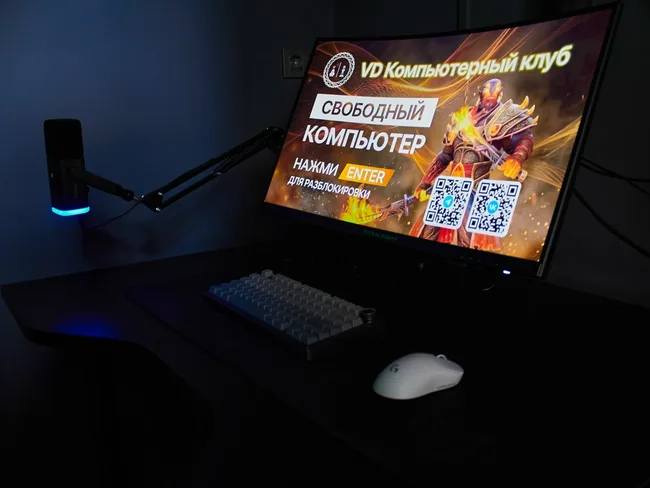 VD Компьютерный клуб
СВОБОДНЫЙ
КОМПЬЮТЕР
НАЖМИ ENTER
ДЛЯ РАЗБЛОКИРОВКИ